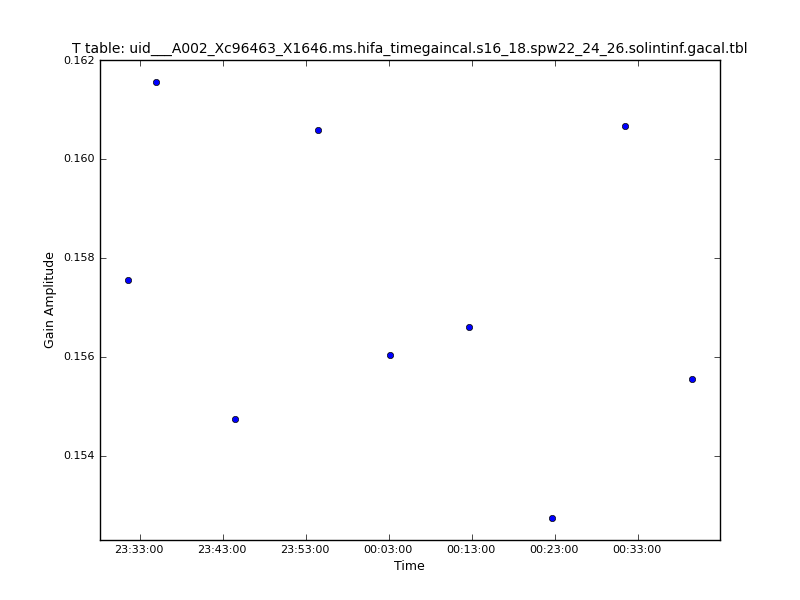 T table: uid___A002_Xc96463_X1646.ms.hifa_timegaincal.s16_18.spw22_24_26.solintinf.gacal.tbl
0.162
0.160
0.158
0.156
0.154
Gain Amplitude
23:33:00 23:43:00 23:53:00 00:03:00 00:13:00 00:23:00 00:33:00
Time